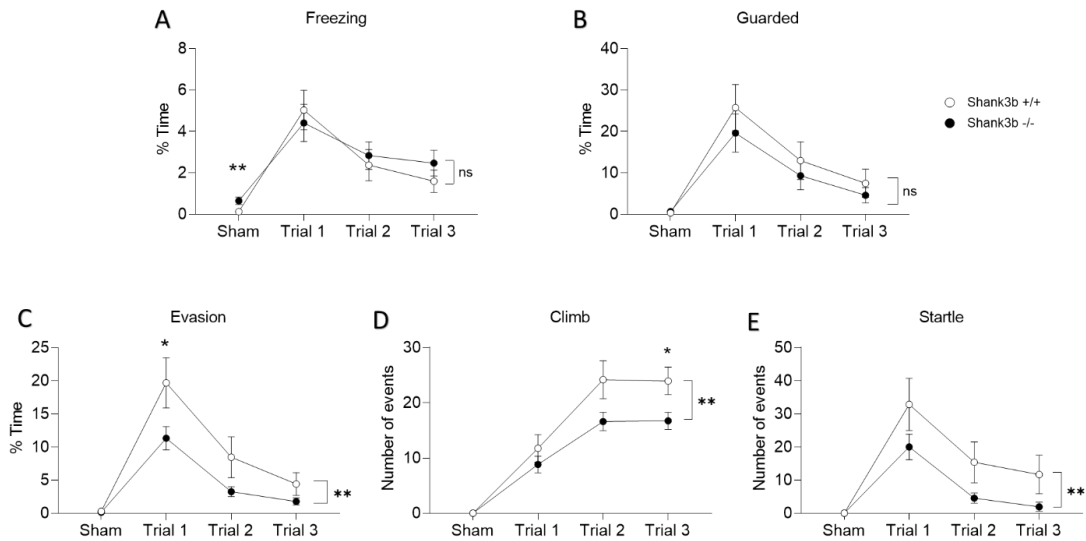 A
Freezing
8
6
4
2
0
% Time
**
ns
Sham
Trial 1
Trial 2
Trial 3
B
Guarded
40
30
20
10
0
% Time
ns
Sham
Trial 1
Trial 2
Trial 3
Shank3b +/+
Shank3b -/-
C
Evasion
25
20
15
10
5
0
% Time
*
**
Sham
Trial 1
Trial 2
Trial 3
D
Climb
30
20
10
0
Number of events
*
**
Sham
Trial 1
Trial 2
Trial 3
E
Startle
50
40
30
20
10
0
Number of events
**
Sham
Trial 1
Trial 2
Trial 3